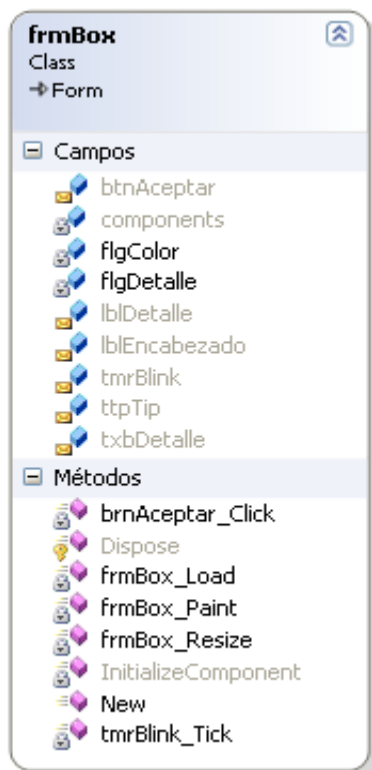 frmBox
Class
Form
Campos
btnAceptar
components
flgColor
flgDetalle
lblDetalle
lblEncabezado
tmrBlink
ttpTip
txbDetalle
Métodos
brnAceptar_Click
Dispose
frmBox_Load
frmBox_Paint
frmBox_Resize
InitializeComponent
New
tmrBlink_Tick